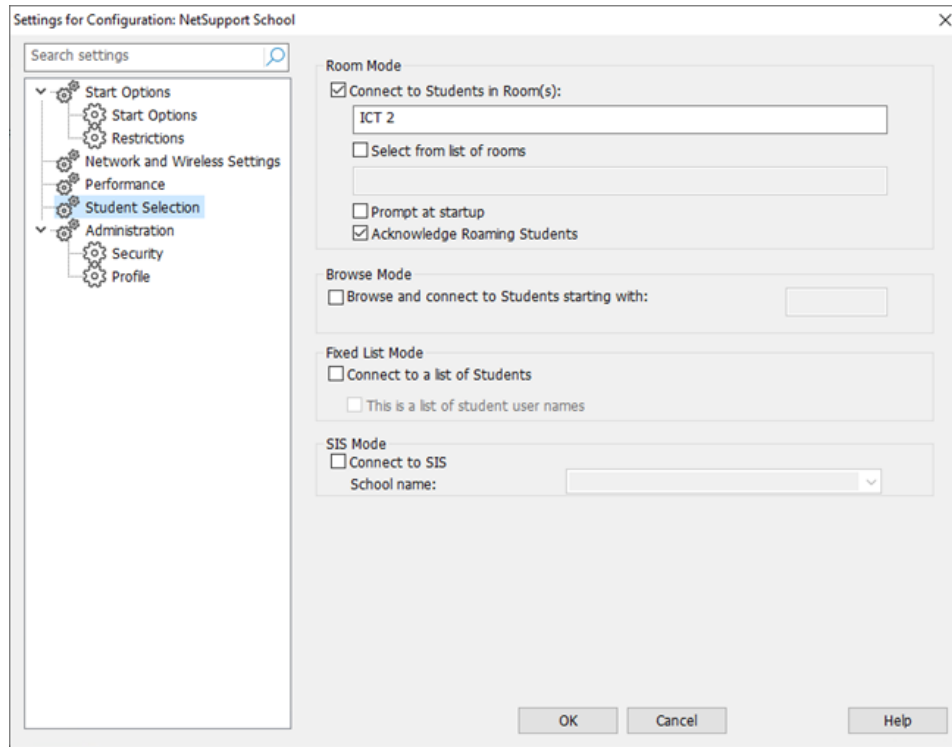 Settings for Configuration: NetSupport School
Search settings
Start Options
Start Options
Restrictions
Network and Wireless Settings
Performance
Student Selection
Administration
Security
Profile
Room Mode
Connect to Students in Room(s):
ICT 2
Select from list of rooms
Prompt at startup
Acknowledge Roaming Students
Browse Mode
Browse and connect to Students starting with:
Fixed List Mode
Connect to a list of Students
This is a list of student user names
SIS Mode
Connect to SIS
School name:
OK Cancel Help